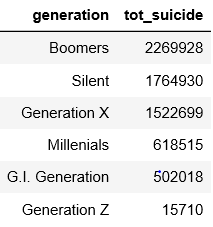 generation tot_suicide
Boomers 2269928
Silent 1764930
Generation X 1522699
Millenials 618515
G.I. Generation 502018
Generation Z 15710